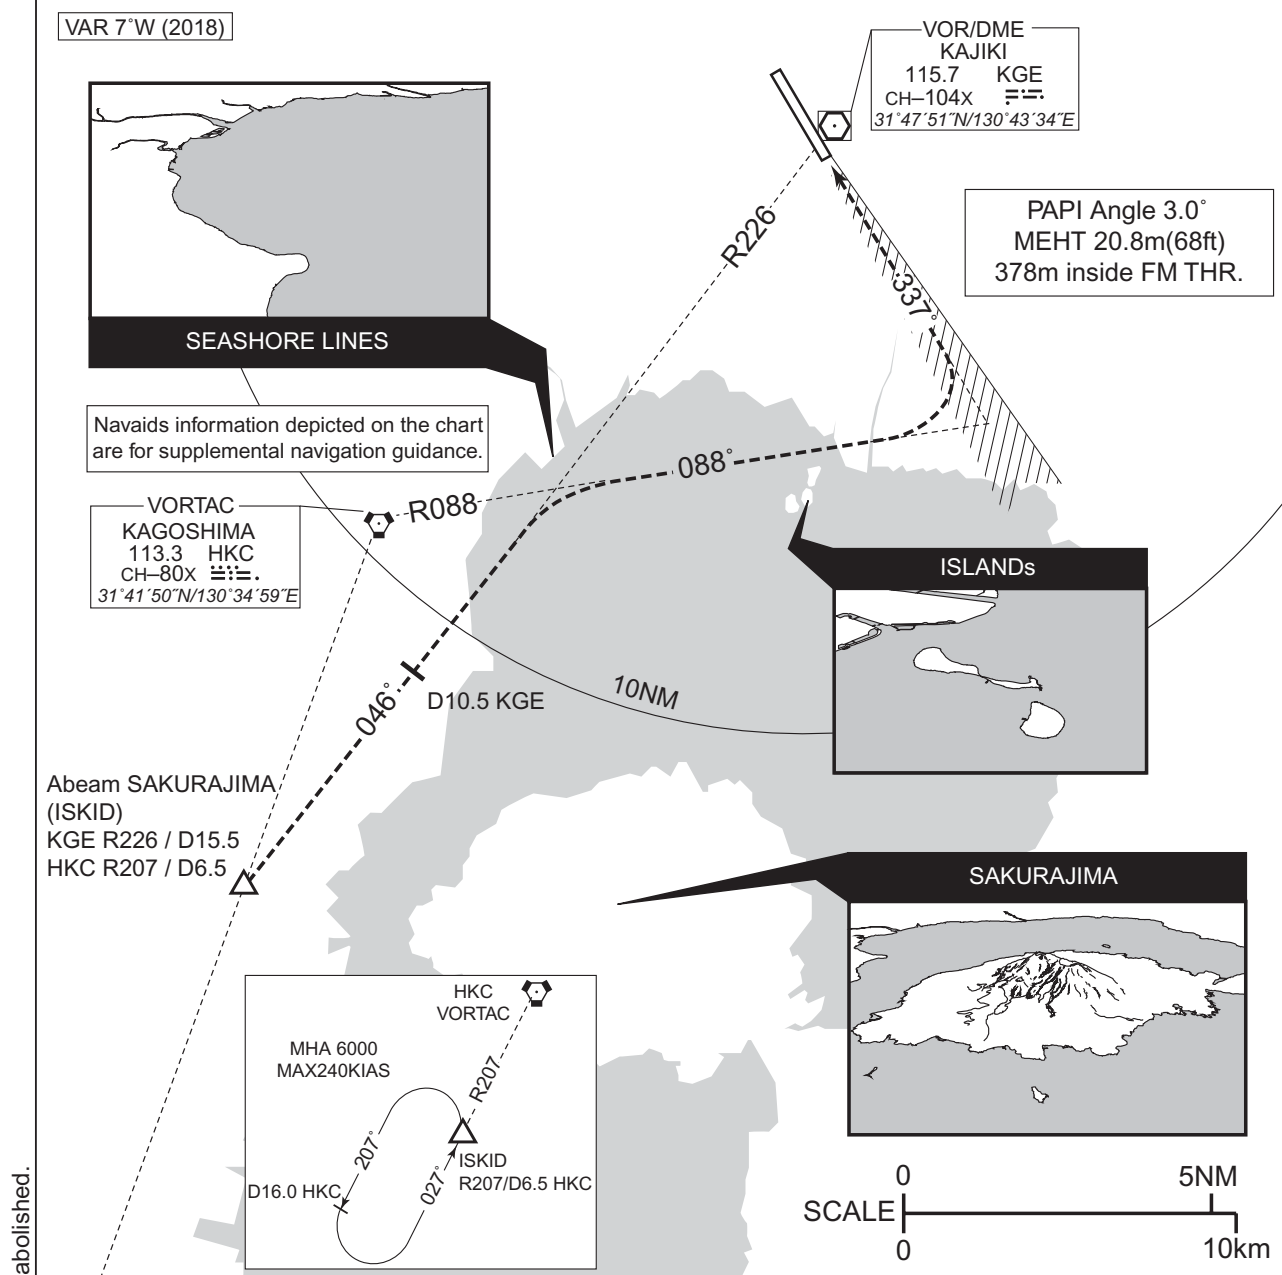 VAR 7°W (2018)
VOR/DME
KAJIKI
115.7 KGE
CH–104X
31°47´51˝N/130°43´34˝E
PAPI Angle 3.0°
MEHT 20.8m(68ft)
378m inside FM THR.
R226
337°
SEASHORE LINES
Navaids information depicted on the chart
are for supplemental navigation guidance.
088°
R088
VORTAC
KAGOSHIMA
113.3 HKC
CH–80X
31°41´50˝N/130°34´59˝E
ISLANDs
10NM
046°
D10.5 KGE
Abeam SAKURAJIMA
(ISKID)
KGE R226 / D15.5
HKC R207 / D6.5
SAKURAJIMA
HKC
VORTAC
MHA 6000
MAX240KIAS
R207
207°
027°
ISKID
R207/D6.5 HKC
D16.0 HKC
0 5NM
SCALE
0 10km
abolished.